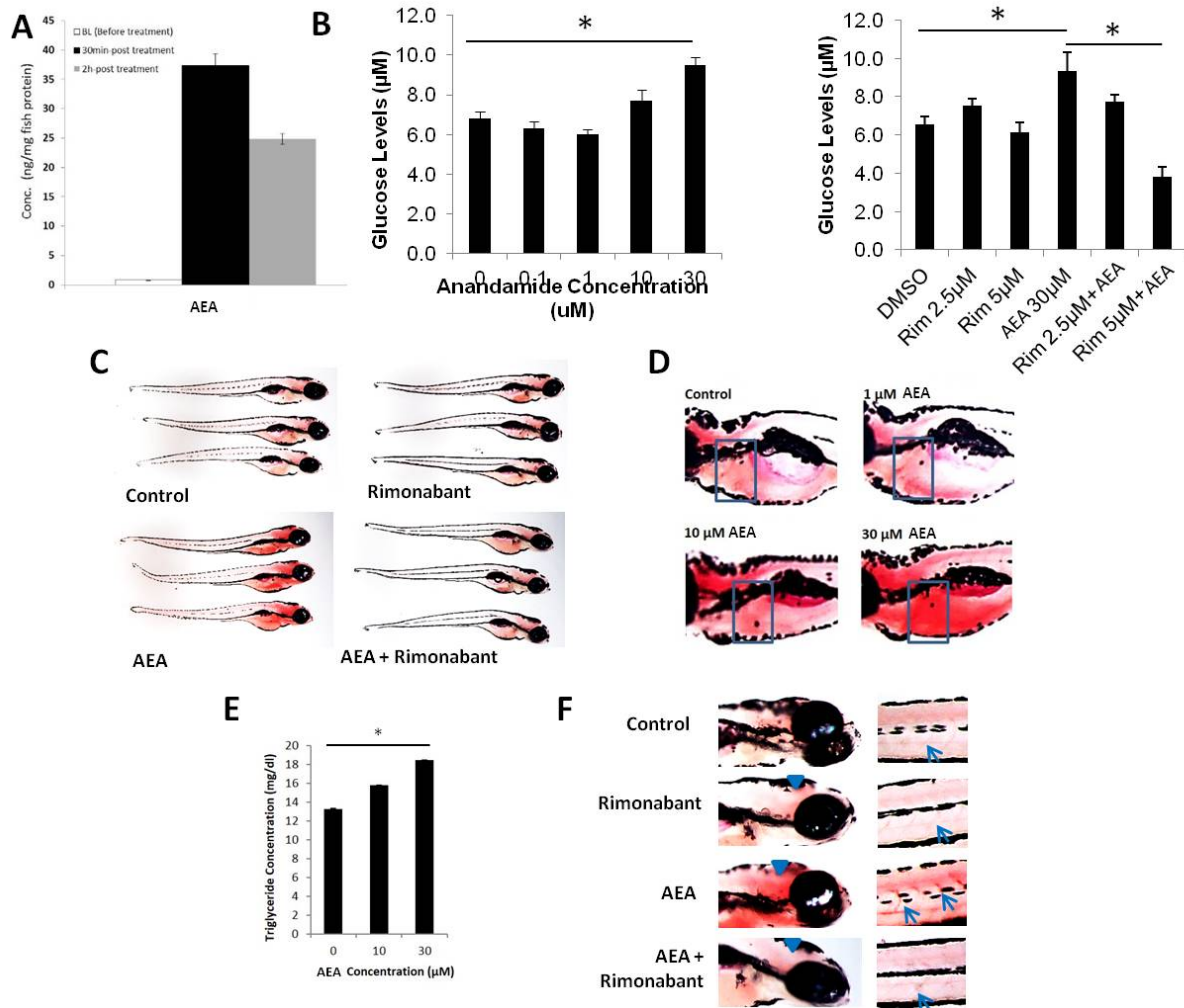 A
45
40
35
30
25
20
15
10
5
0
Conc. (ng/mg fish protein)
BL (Before treatment)
30min-post treatment
2h-post treatment
AEA
B
*
12.0
10.0
8.0
6.0
4.0
2.0
0.0
Glucose Levels (µM)
0 0.1 1 10 30
Anandamide Concentration
(uM)
* *
12.0
10.0
8.0
6.0
4.0
2.0
0.0
Glucose Levels (µM)
DMSO
Rim 2.5µM
Rim 5µM
AEA 30µM
Rim 2.5µM+ AEA
Rim 5µM+ AEA
C
Control
Rimonabant
AEA
AEA + Rimonabant
D
Control
1 µM AEA
10 µM AEA
30 µM AEA
E
*
20
18
16
14
12
10
8
6
4
2
0
Triglyceride Concentration (mg/dl)
0 10 30
AEA Concentration (µM)
F
Control
Rimonabant
AEA
AEA +
Rimonabant